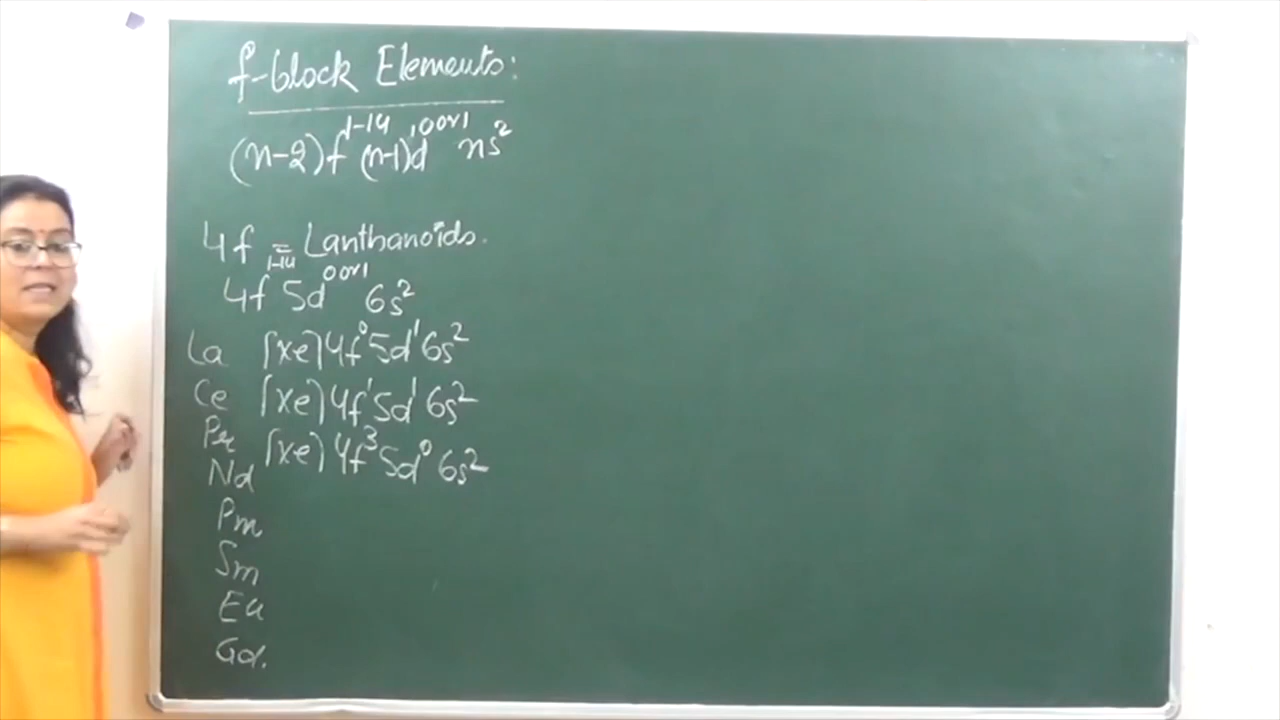 f-block Elements:
(n-2)f¹⁻¹⁴ (n-1)d⁰ ᵒʳ ¹ ns²
4f = Lanthanoids.
4f¹⁻¹⁴ 5d⁰ ᵒʳ ¹ 6s²
La [Xe] 4f⁰ 5d¹ 6s²
Ce [Xe] 4f¹ 5d¹ 6s²
Pr [Xe] 4f³ 5d⁰ 6s²
Nd
Pm
Sm
Eu
Gd.